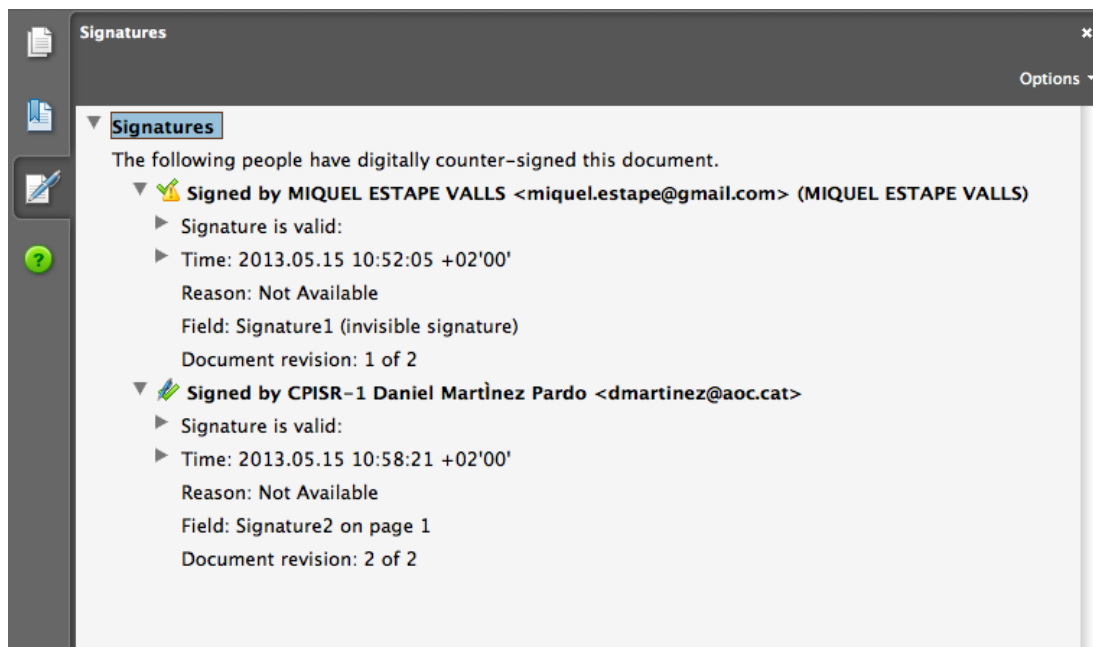 Signatures
Options
Signatures
The following people have digitally counter-signed this document.
Signed by MIQUEL ESTAPE VALLS <miquel.estape@gmail.com> (MIQUEL ESTAPE VALLS)
Signature is valid:
Time: 2013.05.15 10:52:05 +02'00'
Reason: Not Available
Field: Signature1 (invisible signature)
Document revision: 1 of 2
Signed by CPISR-1 Daniel MartÌnez Pardo <dmartinez@aoc.cat>
Signature is valid:
Time: 2013.05.15 10:58:21 +02'00'
Reason: Not Available
Field: Signature2 on page 1
Document revision: 2 of 2